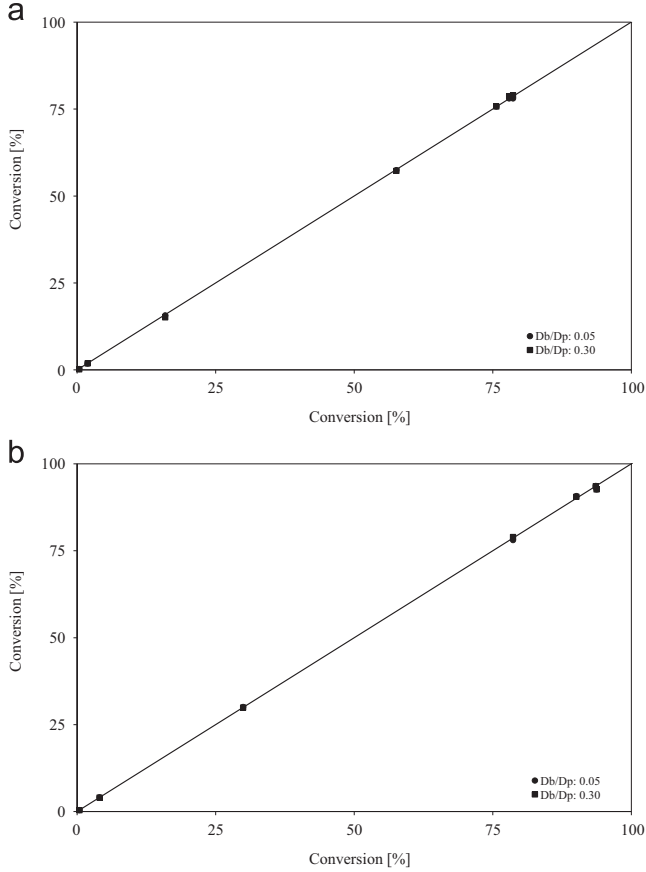 a
100
75
50
25
0
Conversion [%]
Db/Dp: 0.05
Db/Dp: 0.30
0 25 50 75 100
Conversion [%]
b
100
75
50
25
0
Conversion [%]
Db/Dp: 0.05
Db/Dp: 0.30
0 25 50 75 100
Conversion [%]